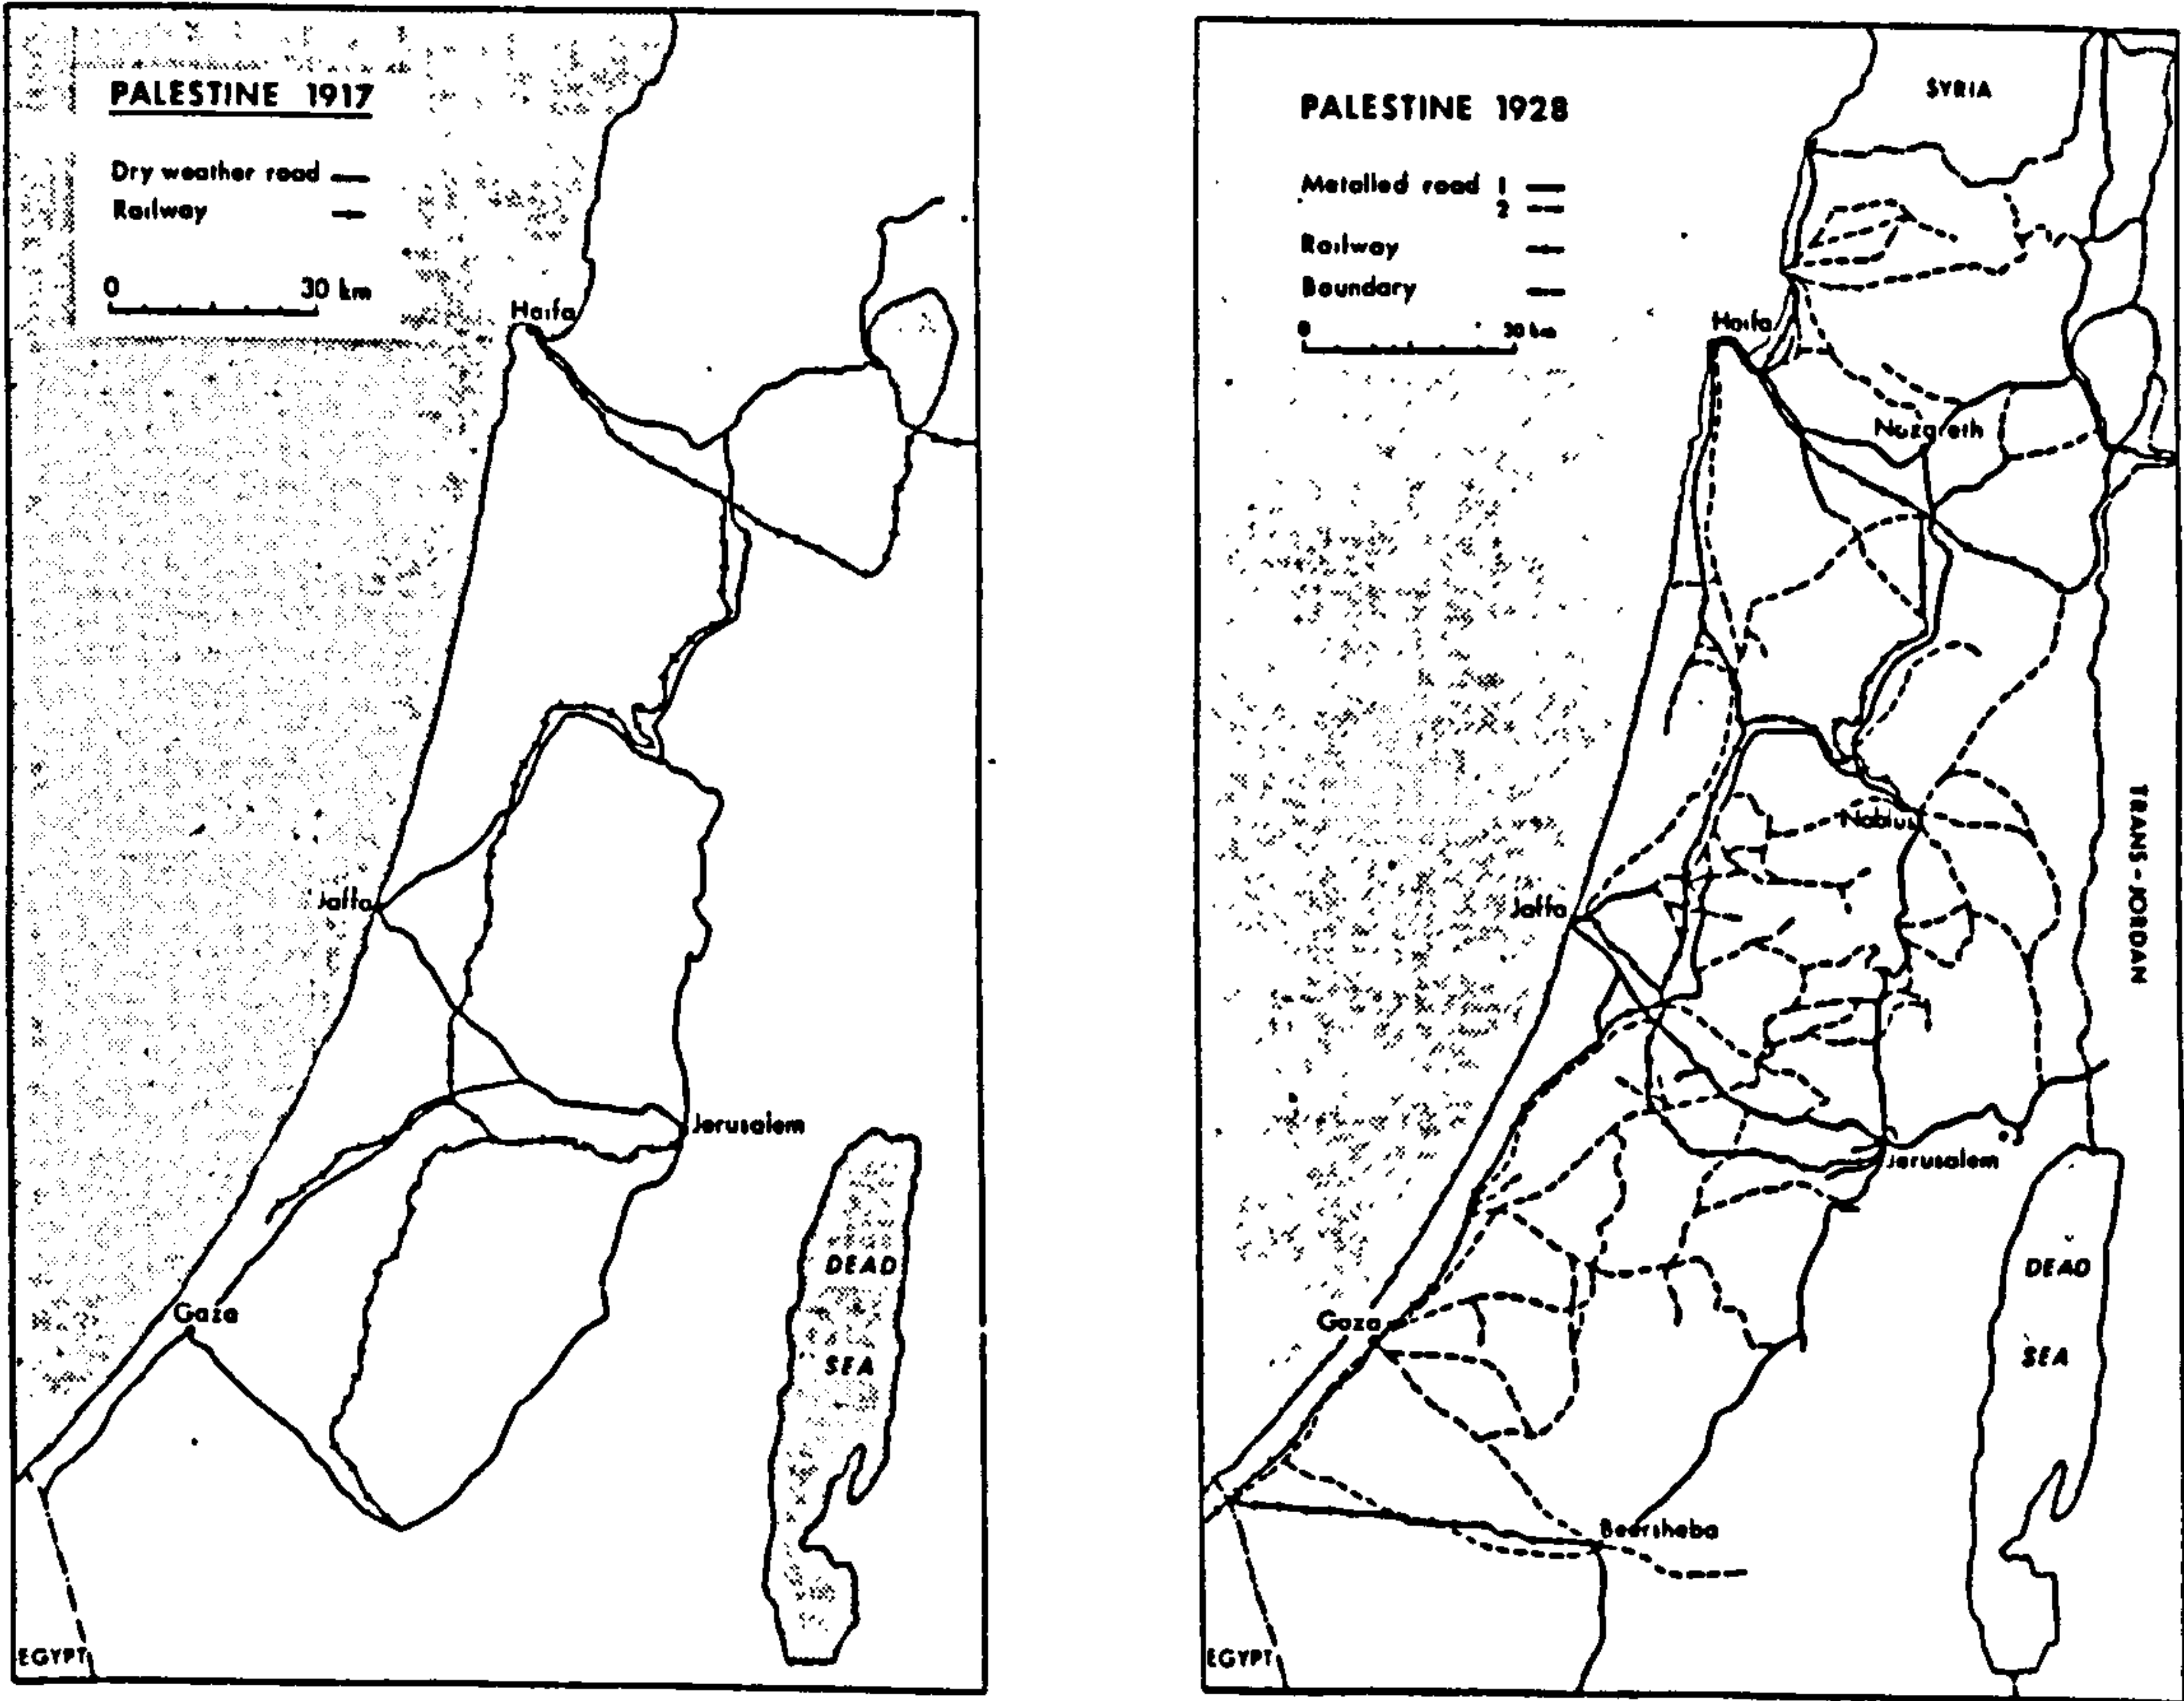 PALESTINE 1917
Dry weather road
Railway
0 30 km
Haifa
Jaffa
Jerusalem
Gaza
DEAD
SEA
EGYPT
PALESTINE 1928
Metalled road 1
2
Railway
Boundary
0 30 km
SYRIA
Haifa
Nazareth
Nablus
TRANS-JORDAN
Jaffa
Jerusalem
Gaza
DEAD
SEA
Beersheba
EGYPT